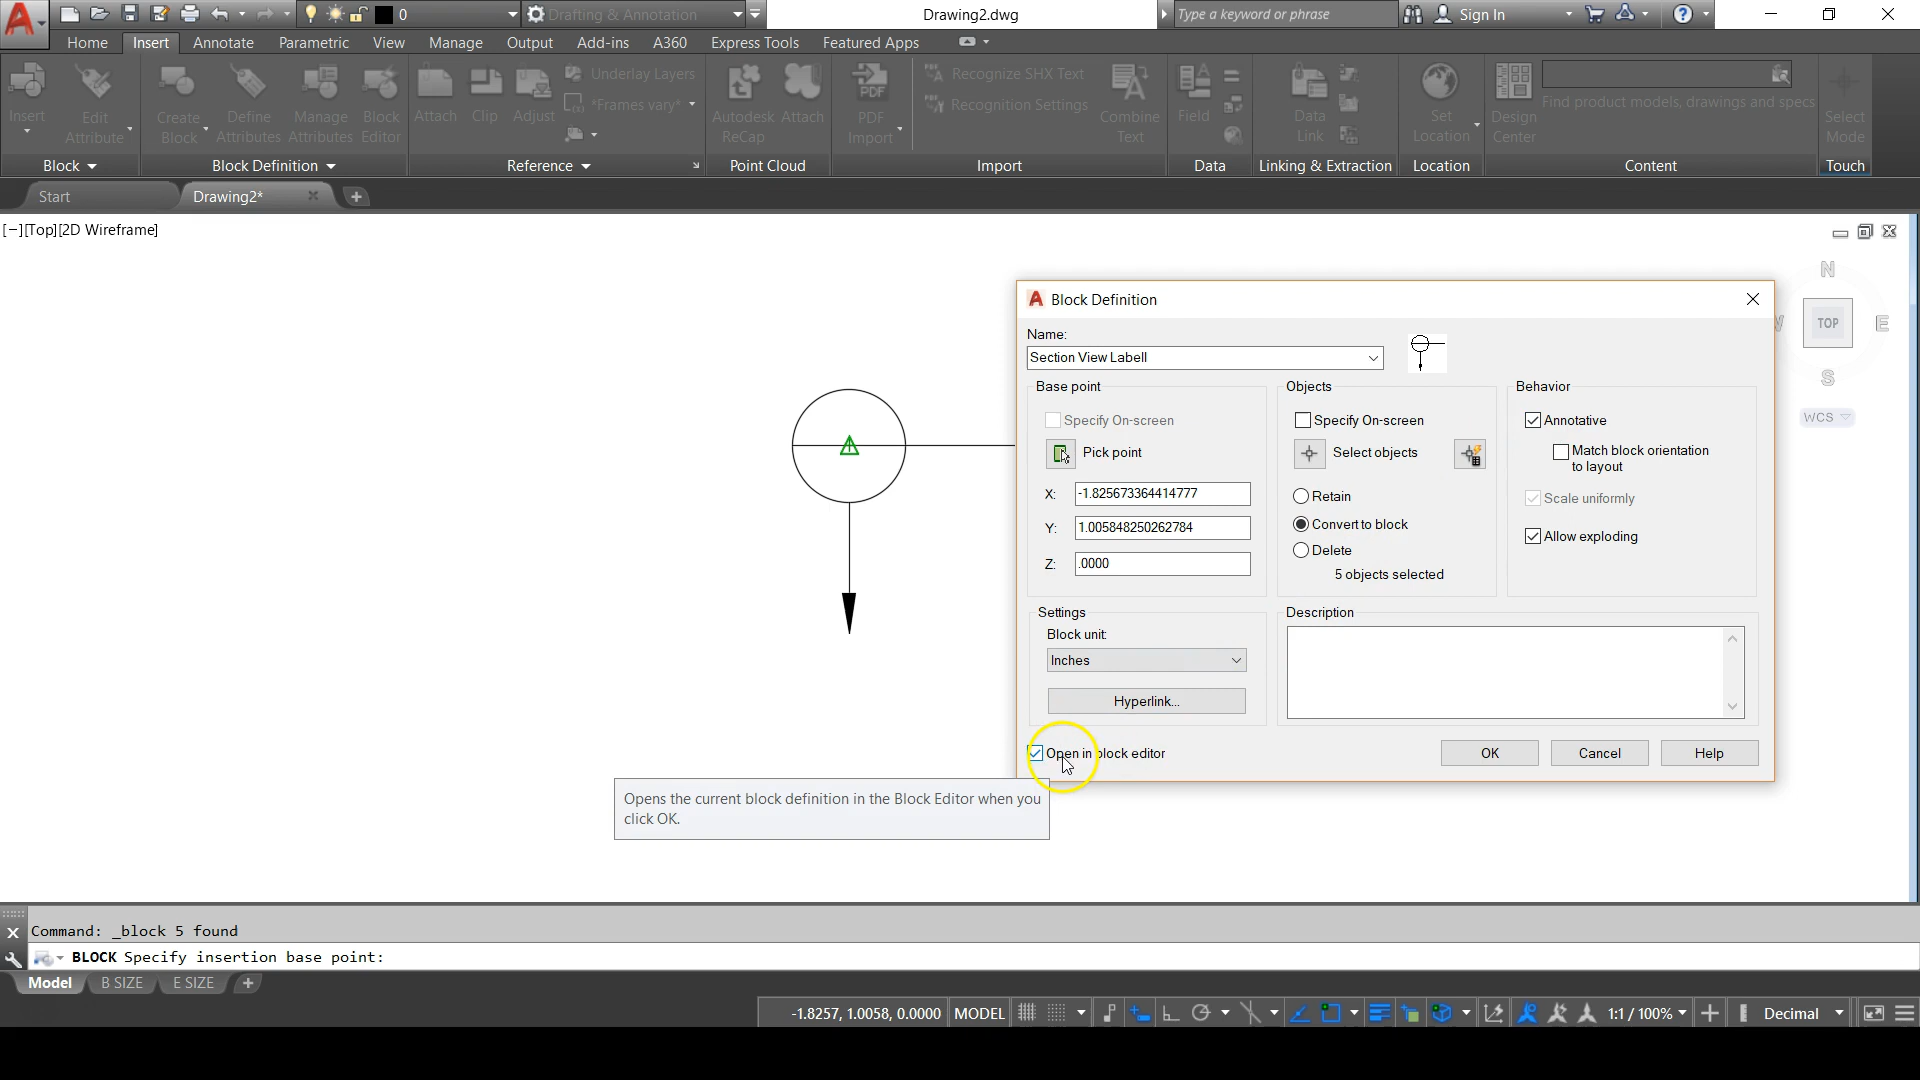 0
Drafting & Annotation
Drawing2.dwg
Type a keyword or phrase
Sign In
Home
Insert
Annotate
Parametric
View
Manage
Output
Add-ins
A360
Express Tools
Featured Apps
Insert
Edit
Attribute
Create
Block
Define
Attributes
Manage
Attributes
Block
Editor
Attach
Clip
Adjust
Underlay Layers
*Frames vary*
Autodesk
ReCap
Attach
PDF
Import
Recognize SHX Text
Recognition Settings
Combine
Text
Field
Data
Link
Set
Location
Design
Center
Find product models, drawings and specs
Select
Mode
Block
Block Definition
Reference
Point Cloud
Import
Data
Linking & Extraction
Location
Content
Touch
Start
Drawing2*
[−][Top][2D Wireframe]
N
TOP
E
S
WCS
Block Definition
Name:
Section View Labell
Base point
Specify On-screen
Pick point
X:
-1.825673364414777
Y:
1.005848250262784
Z:
.0000
Objects
Specify On-screen
Select objects
Retain
Convert to block
Delete
5 objects selected
Behavior
Annotative
Match block orientation
to layout
Scale uniformly
Allow exploding
Settings
Block unit:
Inches
Hyperlink...
Description
Open in block editor
OK
Cancel
Help
Opens the current block definition in the Block Editor when you
click OK.
Command: _block 5 found
BLOCK Specify insertion base point:
Model
B SIZE
E SIZE
-1.8257, 1.0058, 0.0000
MODEL
1:1 / 100%
Decimal